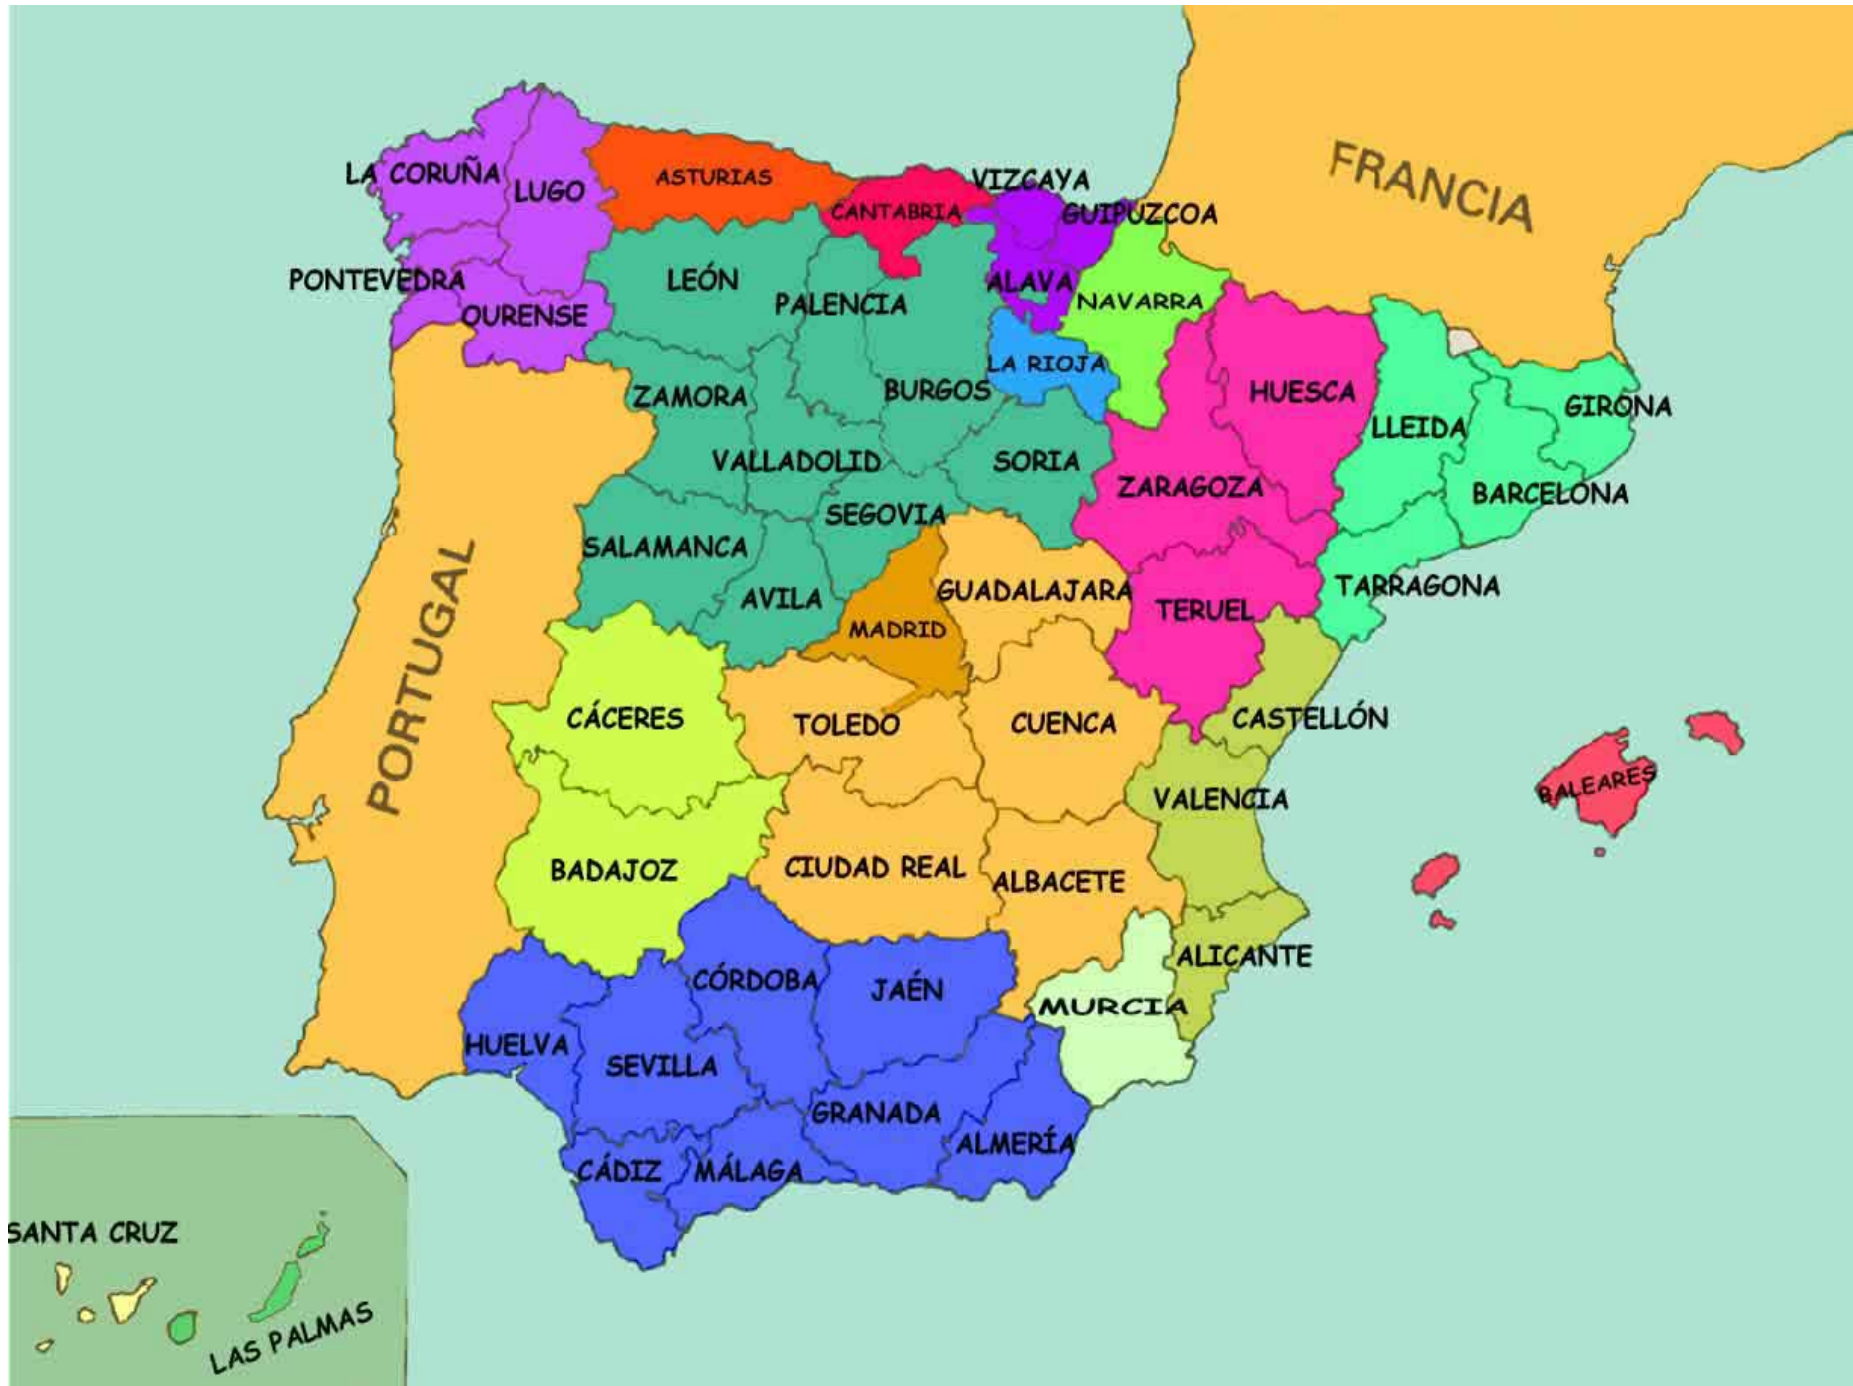 FRANCIA
LA CORUÑA
LUGO
ASTURIAS
CANTABRIA
VIZCAYA
GUIPUZCOA
PONTEVEDRA
OURENSE
LEÓN
PALENCIA
ALAVA
NAVARRA
LA RIOJA
BURGOS
ZAMORA
HUESCA
LLEIDA
GIRONA
VALLADOLID
SORIA
ZARAGOZA
BARCELONA
SEGOVIA
SALAMANCA
AVILA
MADRID
GUADALAJARA
TERUEL
TARRAGONA
PORTUGAL
CÁCERES
TOLEDO
CUENCA
CASTELLÓN
VALENCIA
BALEARES
BADAJOZ
CIUDAD REAL
ALBACETE
ALICANTE
CÓRDOBA
JAÉN
MURCIA
HUELVA
SEVILLA
GRANADA
ALMERÍA
CÁDIZ
MÁLAGA
SANTA CRUZ
LAS PALMAS